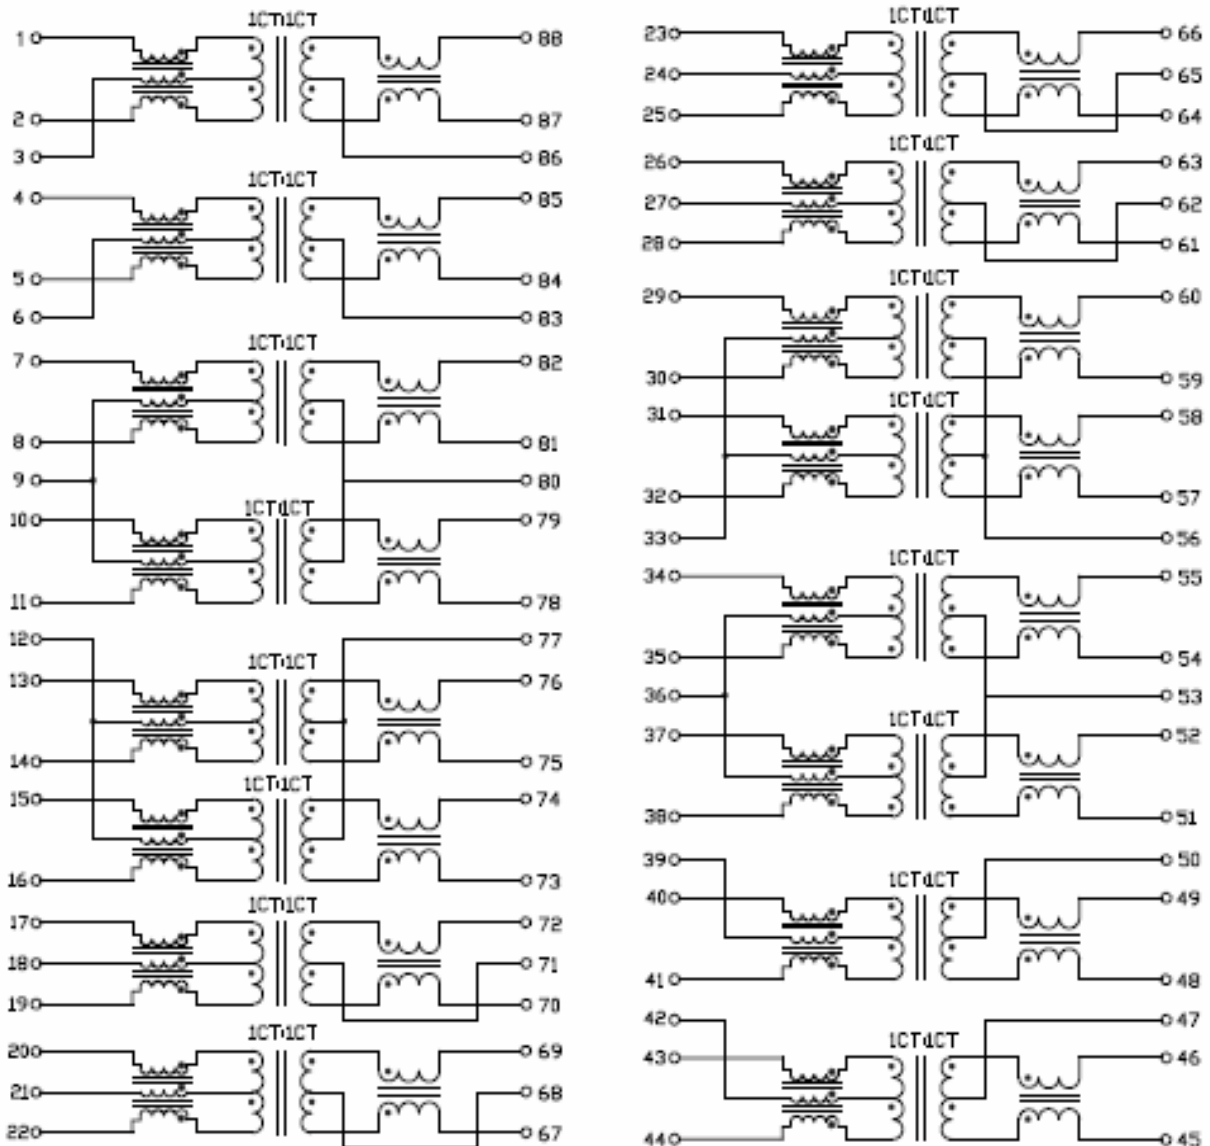 1CT:1CT
1 88
2 87
3 86
1CT:1CT
4 85
5 84
6 83
1CT:1CT
7 82
8 81
9 80
1CT:1CT
10 79
11 78
12 77
1CT:1CT
13 76
14 75
1CT:1CT
15 74
16 73
1CT:1CT
17 72
18 71
19 70
1CT:1CT
20 69
21 68
22 67
1CT:1CT
23 66
24 65
25 64
1CT:1CT
26 63
27 62
28 61
1CT:1CT
29 60
30 59
1CT:1CT
31 58
32 57
33 56
1CT:1CT
34 55
35 54
36 53
1CT:1CT
37 52
38 51
39 50
1CT:1CT
40 49
41 48
42 47
1CT:1CT
43 46
44 45